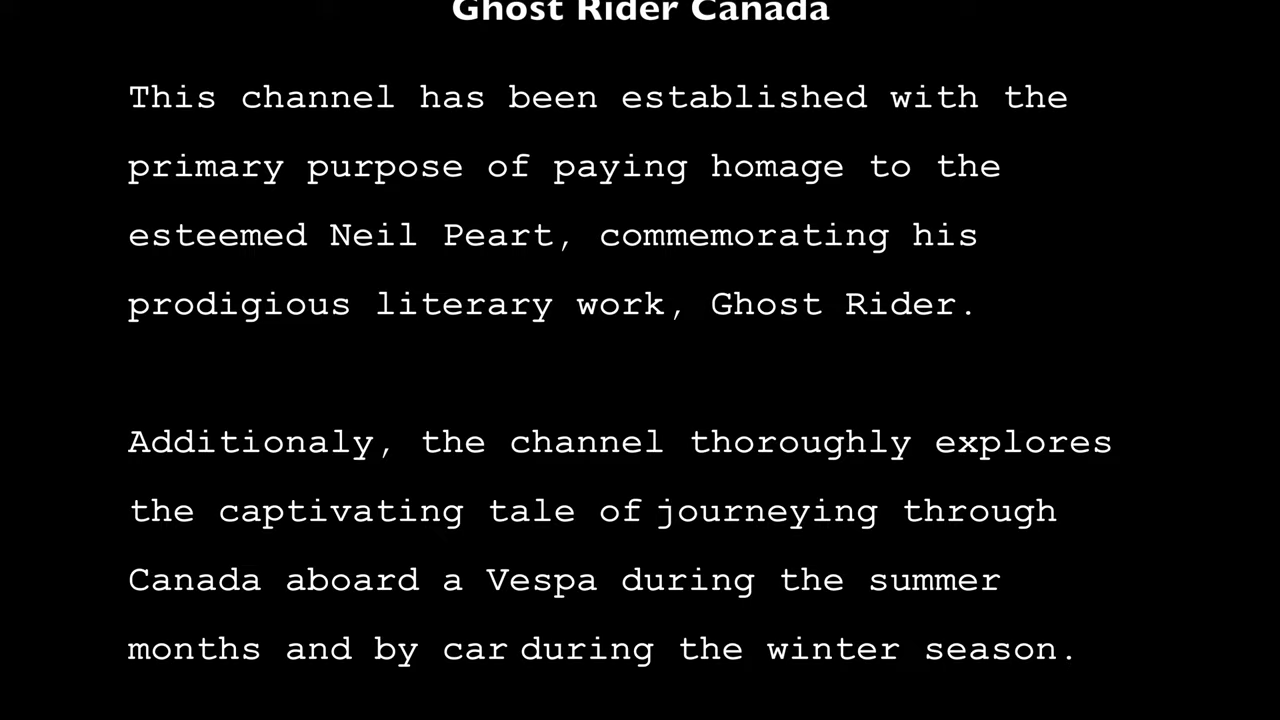 Ghost Rider Canada
This channel has been established with the
primary purpose of paying homage to the
esteemed Neil Peart, commemorating his
prodigious literary work, Ghost Rider.
Additionaly, the channel thoroughly explores
the captivating tale of journeying through
Canada aboard a Vespa during the summer
months and by car during the winter season.